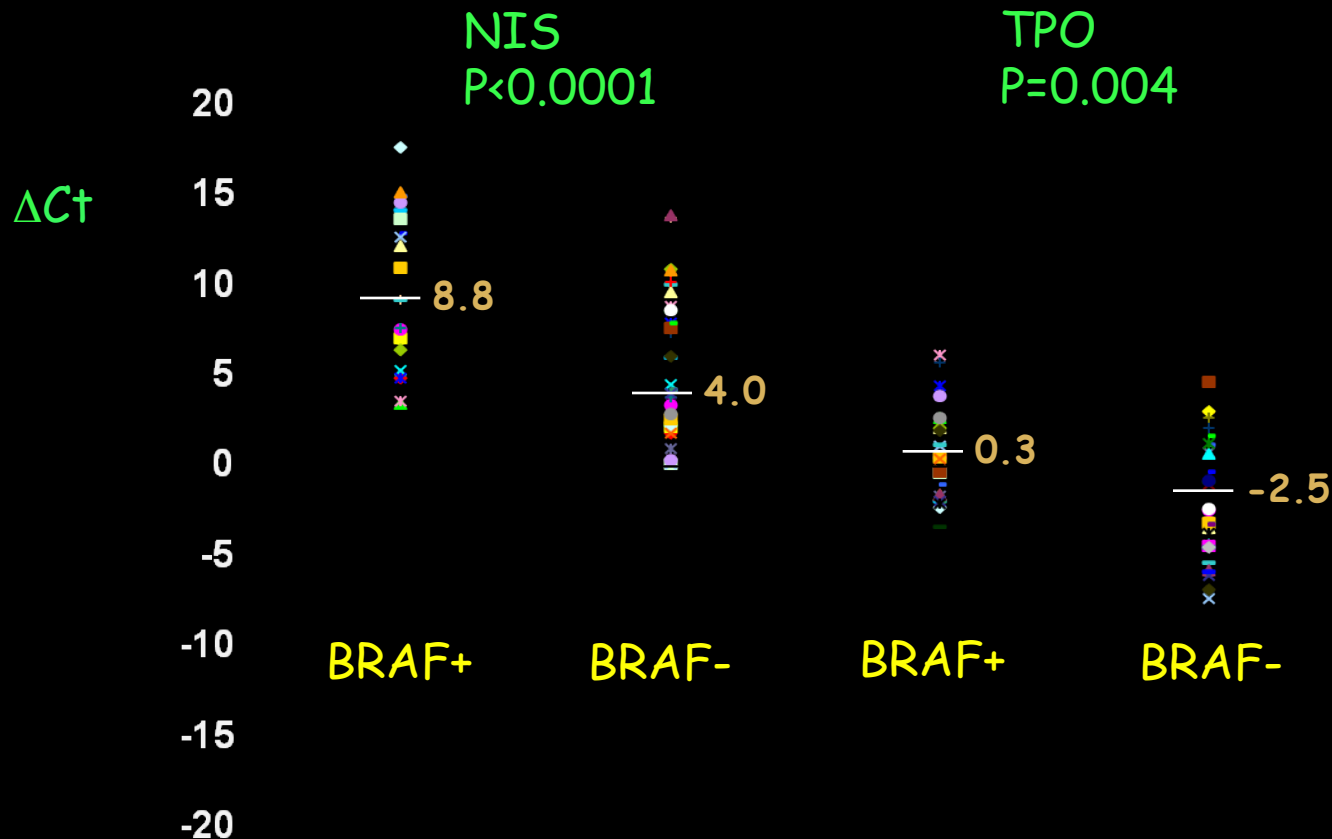 NIS
P<0.0001
TPO
P=0.004
ΔCt
20
15
10
5
0
-5
-10
-15
-20
8.8
4.0
0.3
-2.5
BRAF+
BRAF-
BRAF+
BRAF-